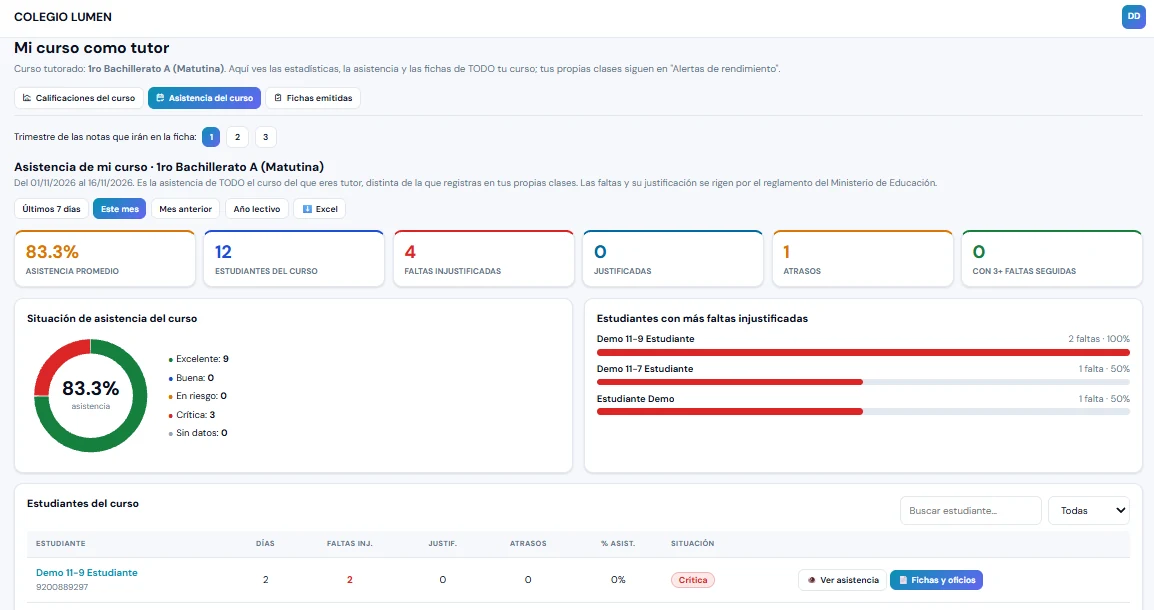 COLEGIO LUMEN
DD
Mi curso como tutor
Curso tutorado: 1ro Bachillerato A (Matutina). Aquí ves las estadísticas, la asistencia y las fichas de TODO tu curso; tus propias clases siguen en "Alertas de rendimiento".
Calificaciones del curso
Asistencia del curso
Fichas emitidas
Trimestre de las notas que irán en la ficha: 1 2 3
Asistencia de mi curso · 1ro Bachillerato A (Matutina)
Del 01/11/2026 al 16/11/2026. Es la asistencia de TODO el curso del que eres tutor, distinta de la que registras en tus propias clases. Las faltas y su justificación se rigen por el reglamento del Ministerio de Educación.
Últimos 7 días
Este mes
Mes anterior
Año lectivo
Excel
83.3%
ASISTENCIA PROMEDIO
12
ESTUDIANTES DEL CURSO
4
FALTAS INJUSTIFICADAS
0
JUSTIFICADAS
1
ATRASOS
0
CON 3+ FALTAS SEGUIDAS
Situación de asistencia del curso
83.3%
asistencia
Excelente: 9
Buena: 0
En riesgo: 0
Crítica: 3
Sin datos: 0
Estudiantes con más faltas injustificadas
Demo 11-9 Estudiante 2 faltas · 100%
Demo 11-7 Estudiante 1 falta · 50%
Estudiante Demo 1 falta · 50%
Estudiantes del curso
Buscar estudiante...
Todas
ESTUDIANTE DÍAS FALTAS INJ. JUSTIF. ATRASOS % ASIST. SITUACIÓN
Demo 11-9 Estudiante 2 2 0 0 0% Crítica Ver asistencia Fichas y oficios
9200889297